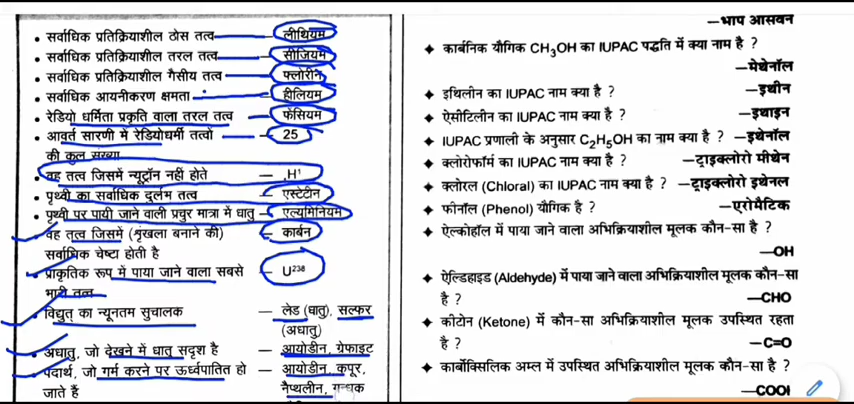 • सर्वाधिक प्रतिक्रियाशील ठोस तत्व — लीथियम
• सर्वाधिक प्रतिक्रियाशील तरल तत्व — सीजियम
• सर्वाधिक प्रतिक्रियाशील गैसीय तत्व — फ्लोरीन
• सर्वाधिक आयनीकरण क्षमता — हीलियम
• रेडियो धर्मिता प्रकृति वाला तरल तत्व — फ्रेंसियम
• आवर्त सारणी में रेडियोधर्मी तत्वों — 25
की कुल संख्या
• वह तत्व जिसमें न्यूट्रॉन नहीं होते — ₁H¹
• पृथ्वी का सर्वाधिक दुर्लभ तत्व — एस्टेटीन
• पृथ्वी पर पायी जाने वाली प्रचुर मात्रा में धातु — एल्यूमिनियम
• वह तत्व जिसमें (शृंखला बनाने की) — कार्बन
सर्वाधिक चेष्टा होती है
• प्राकृतिक रूप में पाया जाने वाला सबसे — U²³⁸
भारी तत्व
• विद्युत् का न्यूनतम सुचालक — लेड (धातु), सल्फर
(अधातु)
• अधातु, जो देखने में धातु सदृश है — आयोडीन, ग्रेफाइट
• पदार्थ, जो गर्म करने पर ऊर्ध्वपातित हो — आयोडीन, कपूर,
जाते हैं नैप्थलीन, गन्धक
—भाप आसवन
✦ कार्बनिक यौगिक CH₃OH का IUPAC पद्धति में क्या नाम है ?
—मेथेनॉल
✦ इथिलीन का IUPAC नाम क्या है ? —इथीन
✦ ऐसीटिलीन का IUPAC नाम क्या है ? —इथाइन
✦ IUPAC प्रणाली के अनुसार C₂H₅OH का नाम क्या है ? —इथेनॉल
✦ क्लोरोफॉर्म का IUPAC नाम क्या है ? —ट्राइक्लोरो मीथेन
✦ क्लोरल (Chloral) का IUPAC नाम क्या है ? —ट्राइक्लोरो इथेनल
✦ फीनॉल (Phenol) यौगिक है ? —एरोमैटिक
✦ ऐल्कोहॉल में पाया जाने वाला अभिक्रियाशील मूलक कौन-सा है ?
—OH
✦ ऐल्डिहाइड (Aldehyde) में पाया जाने वाला अभिक्रियाशील मूलक कौन-सा
है ? —CHO
✦ कीटोन (Ketone) में कौन-सा अभिक्रियाशील मूलक उपस्थित रहता
है ? —C=O
✦ कार्बोक्सिलिक अम्ल में उपस्थित अभिक्रियाशील मूलक कौन-सा है ?